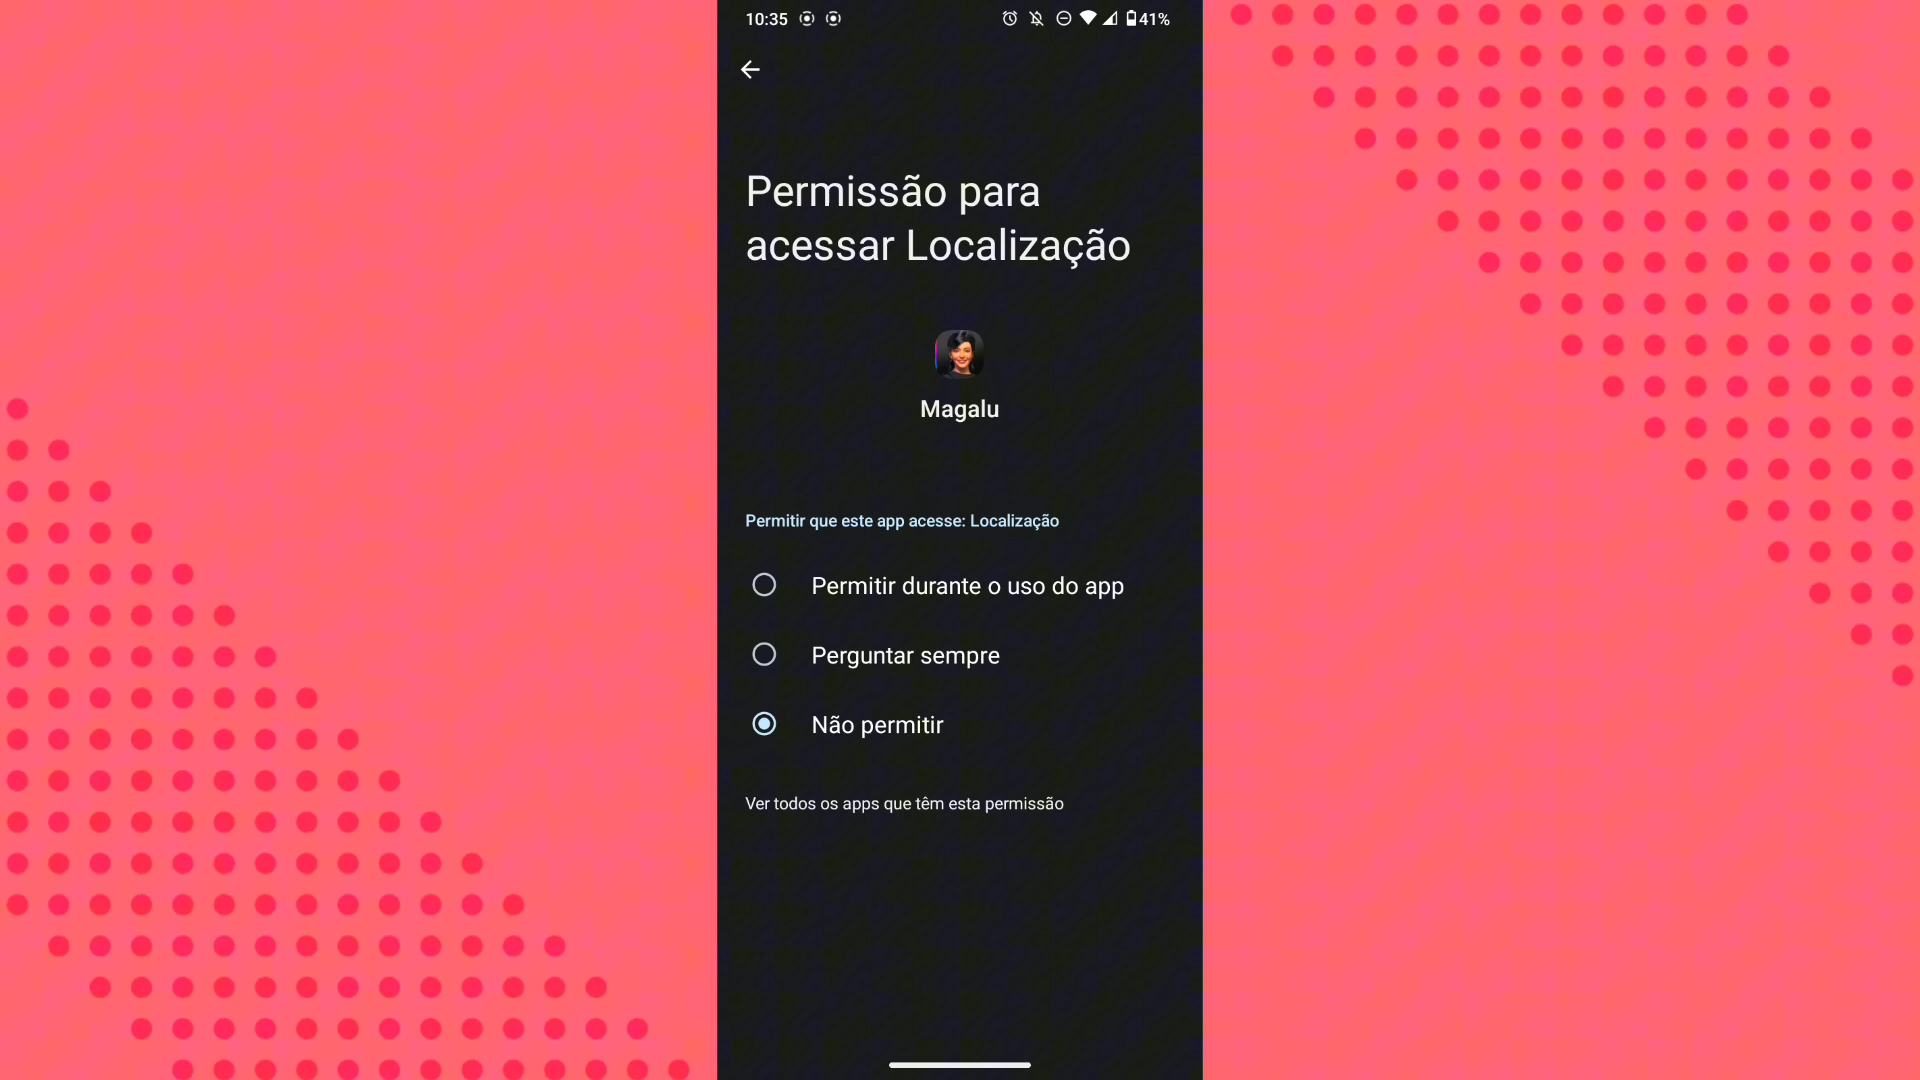 10:35
41%
Permissão para
acessar Localização
Magalu
Permitir que este app acesse: Localização
Permitir durante o uso do app
Perguntar sempre
Não permitir
Ver todos os apps que têm esta permissão